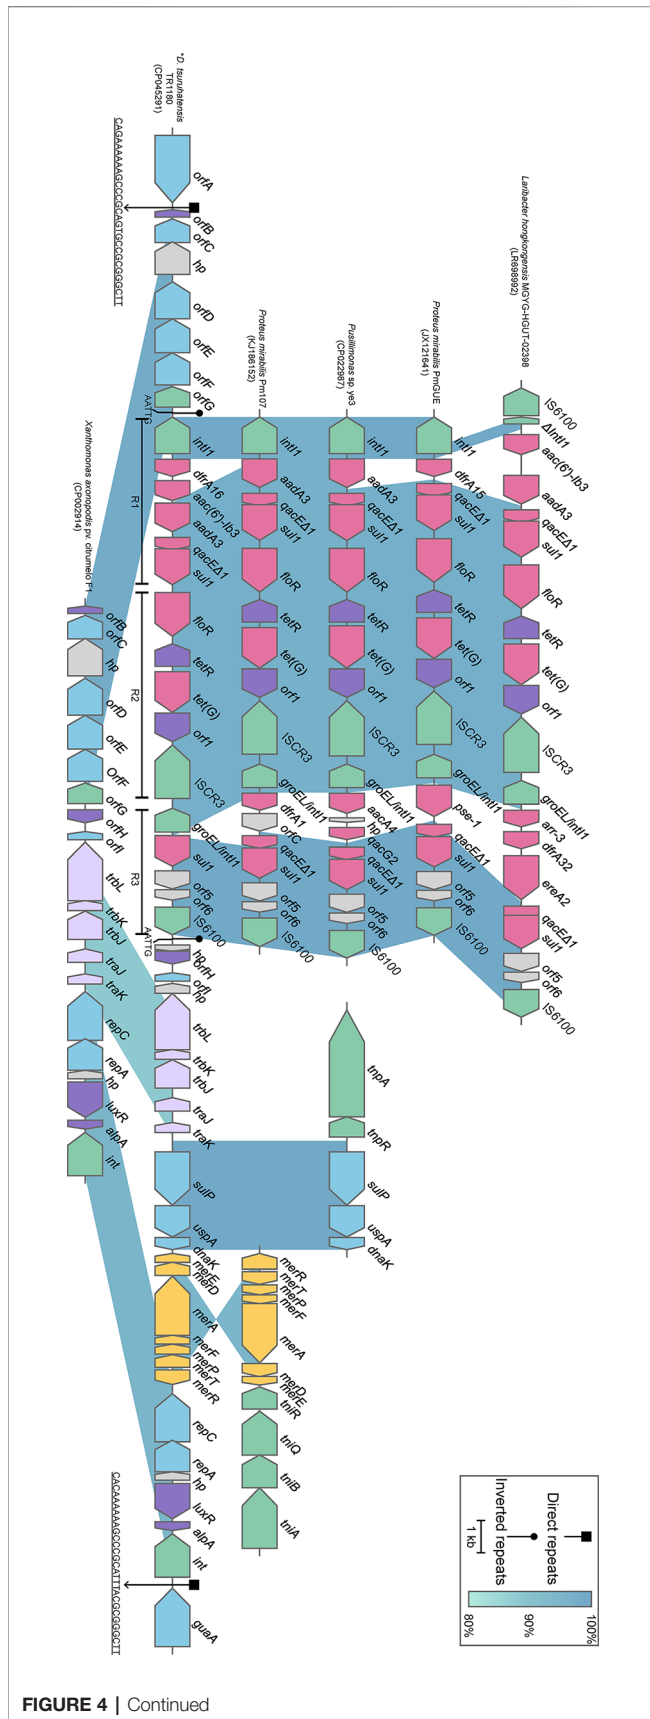 Laribacter hongkongensis MGYG-HGUT-02398
(LR698992)
IS6100
ΔIntI1
aac(6')-Ib3
aadA3
qacEΔ1
sul1
floR
tetR
tet(G)
orf1
ISCR3
groEL/intI1
arr-3
dfrA32
ereA2
qacEΔ1
sul1
orf5
orf6
IS6100
Proteus mirabilis PmGUE
(JX121641)
intI1
dfrA15
qacEΔ1
sul1
floR
tetR
tet(G)
orf1
ISCR3
groEL/intI1
pse-1
qacEΔ1
sul1
orf5
orf6
IS6100
Pusillimonas sp. ye3
(CP022987)
intI1
aadA3
qacEΔ1
sul1
floR
tetR
tet(G)
orf1
ISCR3
groEL/intI1
aacA4
hp
qacG2
qacEΔ1
sul1
orf5
orf6
IS6100
tnpA
tnpR
sulP
uspA
dnaK
Proteus mirabilis Pm107
(KJ186152)
intI1
aadA3
qacEΔ1
sul1
floR
tetR
tet(G)
orf1
ISCR3
groEL/intI1
dfrA1
orfC
qacEΔ1
sul1
orf5
orf6
IS6100
merR
merT
merP
merF
merA
merD
merE
tniR
tniQ
tniB
tniA
*D. tsuruhatensis
TR1180
(CP045291)
orfA
orfB
orfC
hp
orfD
orfE
orfF
orfG
intI1
dfrA16
aac(6')-Ib3
aadA3
qacEΔ1
sul1
floR
tetR
tet(G)
orf1
ISCR3
groEL/intI1
sul1
orf5
orf6
IS6100
hp
orfH
orfI
hp
trbL
trbK
trbJ
traJ
traK
sulP
uspA
dnaK
merE
merD
merA
merF
merP
merT
merR
repC
repA
hp
luxR
alpA
int
guaA
AATTG
AATTG
R1
R2
R3
CAGAAAAAAGCCCGCAGTGCCGCGGGCTT
CACAAAAAAGCCCGCATTTACGCGGGCTT
Xanthomonas axonopodis pv. citrumelo F1
(CP002914)
orfB
orfC
hp
orfD
orfE
OrfF
orfG
orfH
orfI
trbL
trbK
trbJ
traJ
traK
repC
repA
hp
luxR
alpA
int
Direct repeats
Inverted repeats
1 kb
80%
90%
100%
FIGURE 4 | Continued